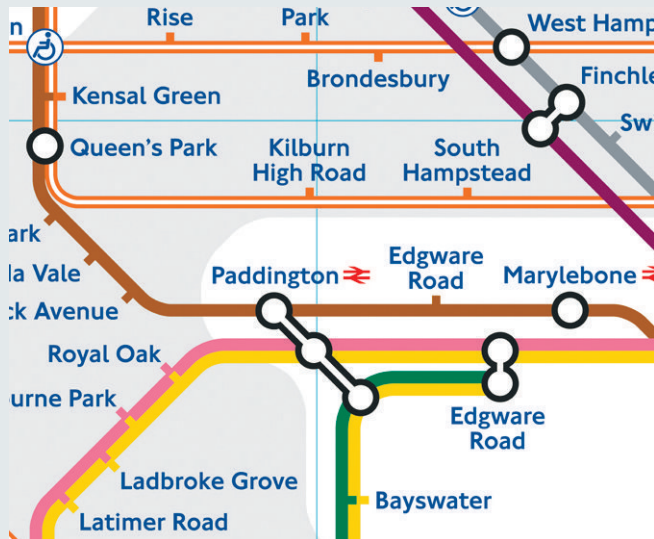 Rise
Park
West Hamp
n
Brondesbury
Finchle
Kensal Green
Sw
Queen's Park
Kilburn
High Road
South
Hampstead
ark
la Vale
Paddington
Edgware
Road
Marylebone
ck Avenue
Royal Oak
urne Park
Edgware
Road
Ladbroke Grove
Bayswater
Latimer Road